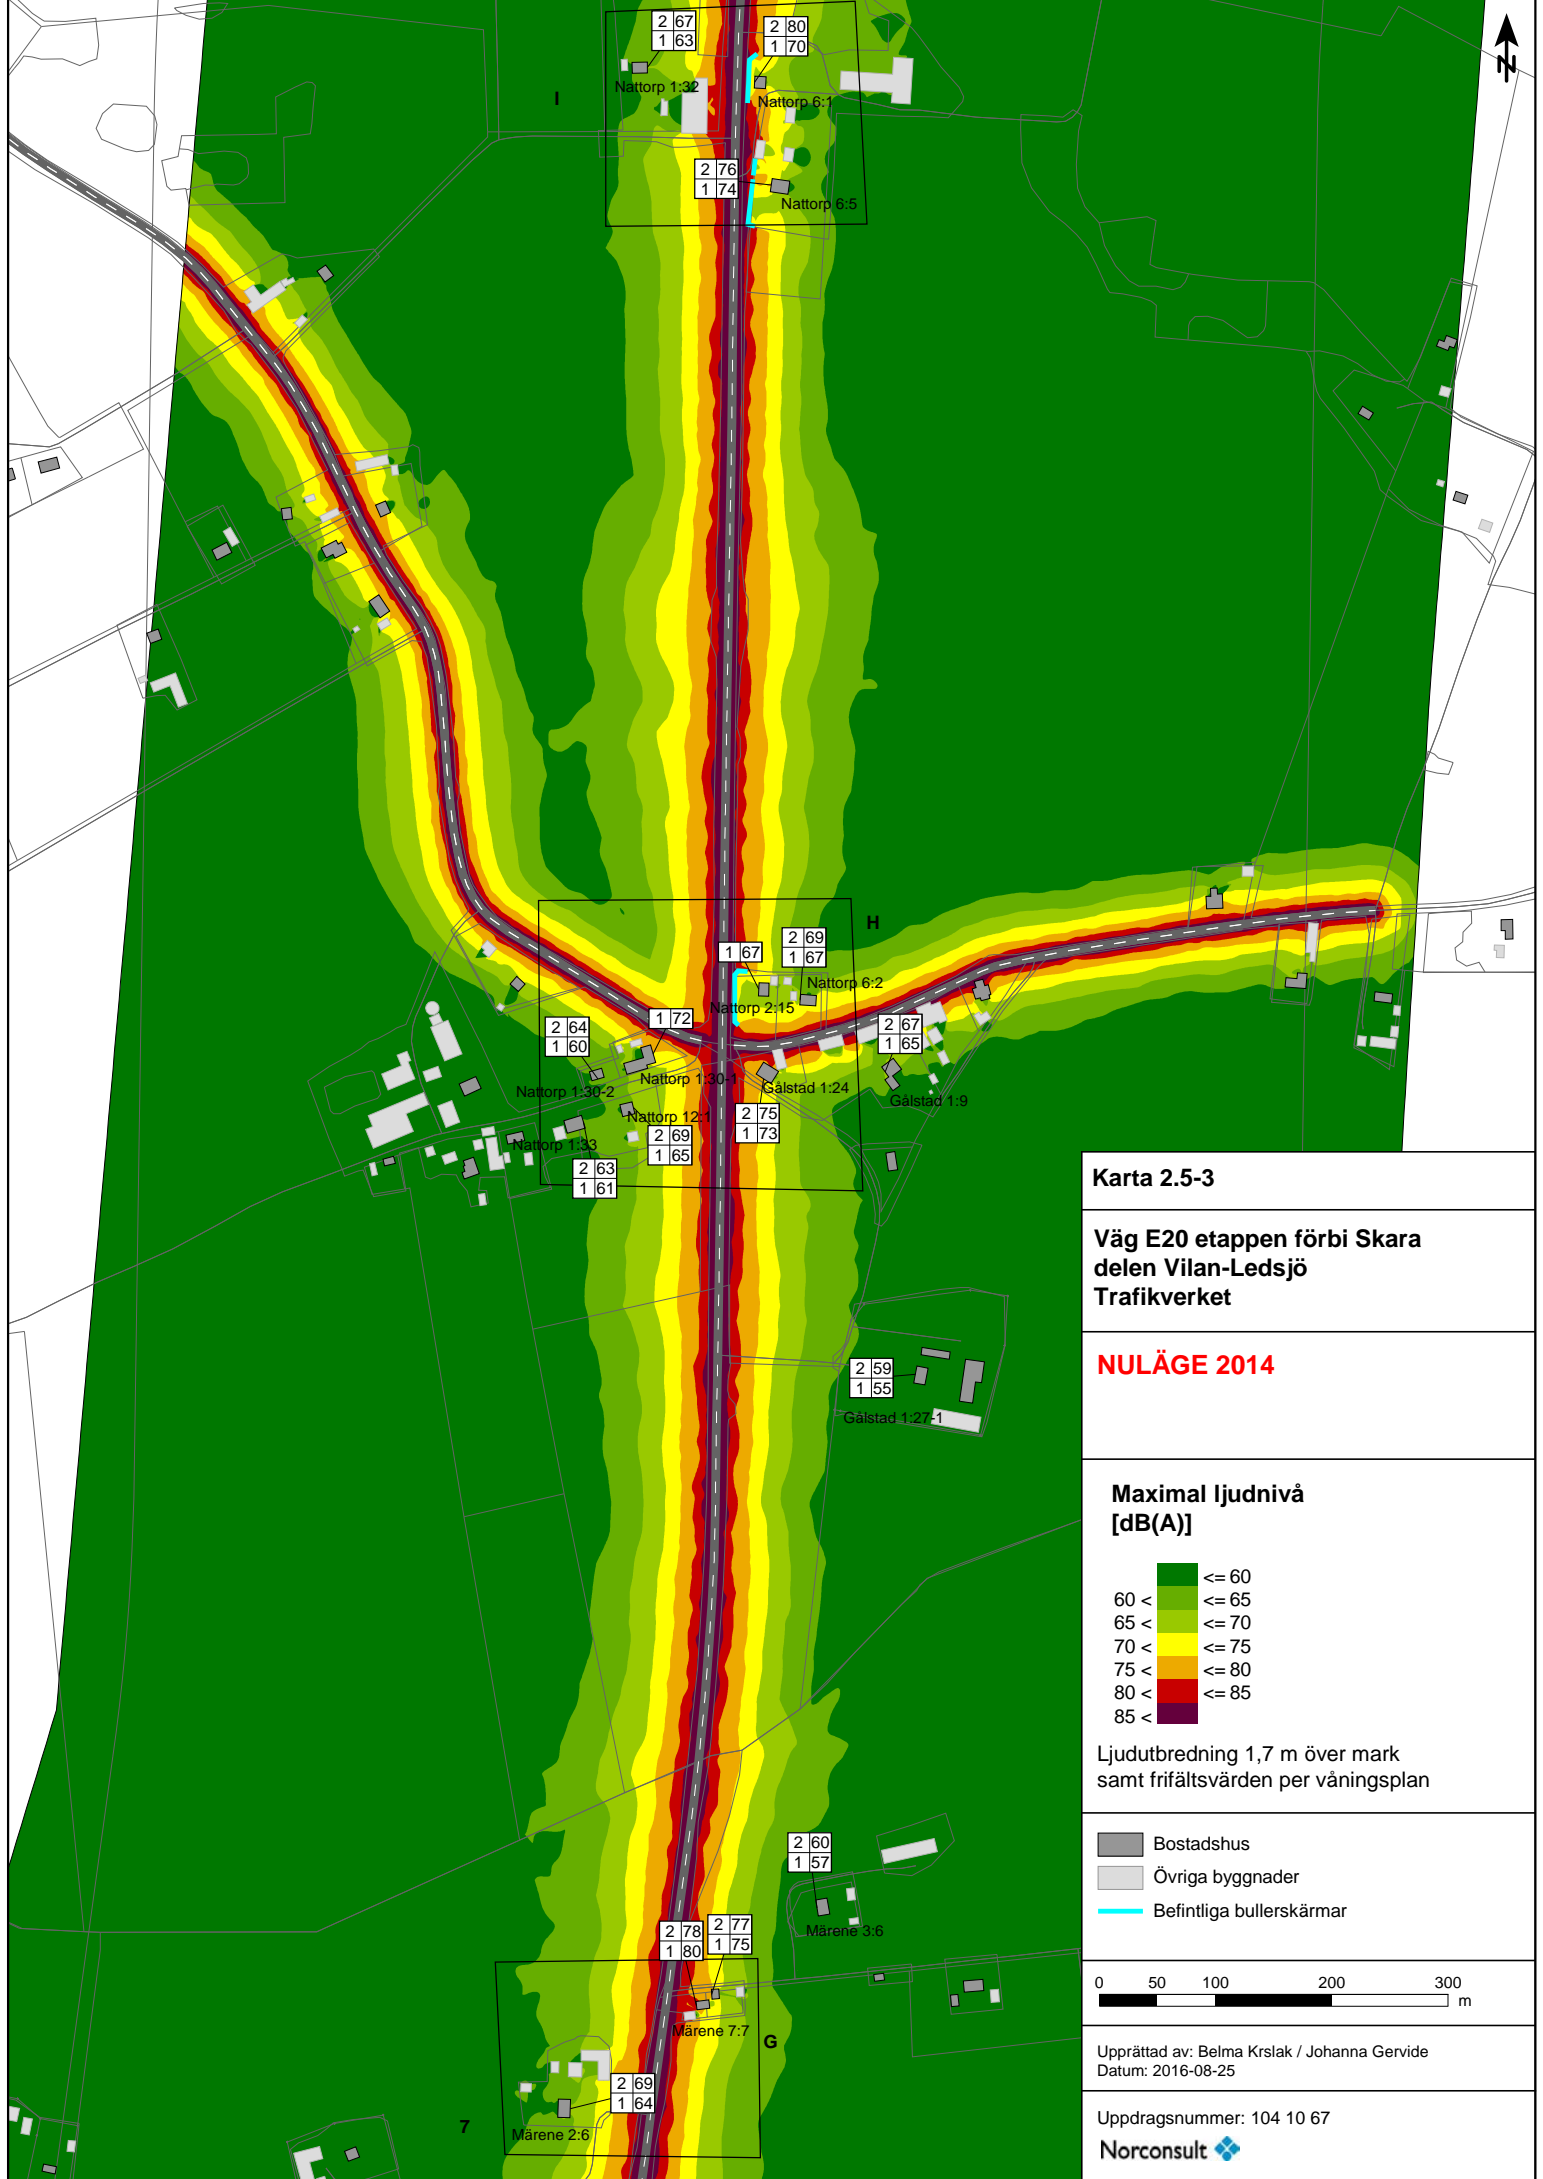 2 67
1 63
2 80
1 70
N
Nattorp 1:32
I
Nattorp 6:1
2 76
1 74
Nattorp 6:5
H
1 67
2 69
1 67
Nattorp 6:2
Nattorp 2:15
2 64
1 60
1 72
2 67
1 65
Nattorp 1:30-2
Nattorp 1:30-1
Gålstad 1:24
Gålstad 1:9
Nattorp 12:1
2 75
1 73
Nattorp 1:33
2 69
1 65
2 63
1 61
2 59
1 55
Gålstad 1:27-1
2 60
1 57
Märene 3:6
2 78
1 80
2 77
1 75
Märene 7:7
G
2 69
1 64
7
Märene 2:6
Karta 2.5-3
Väg E20 etappen förbi Skara
delen Vilan-Ledsjö
Trafikverket
NULÄGE 2014
Maximal ljudnivå
[dB(A)]
<= 60
60 < <= 65
65 < <= 70
70 < <= 75
75 < <= 80
80 < <= 85
85 <
Ljudutbredning 1,7 m över mark
samt frifältsvärden per våningsplan
Bostadshus
Övriga byggnader
Befintliga bullerskärmar
0 50 100 200 300
m
Upprättad av: Belma Krslak / Johanna Gervide
Datum: 2016-08-25
Uppdragsnummer: 104 10 67
Norconsult